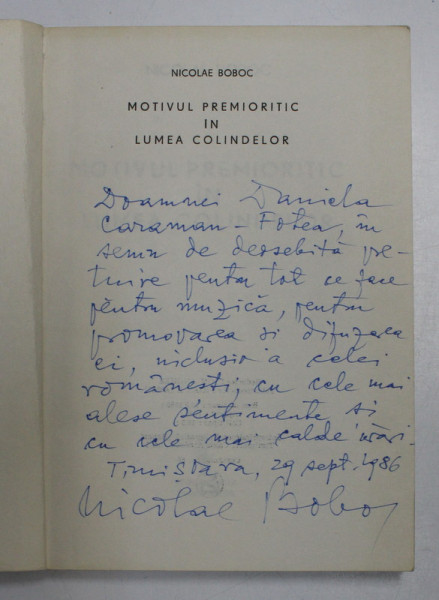 NICOLAE BOBOC
MOTIVUL PREMIORITIC
IN
LUMEA COLINDELOR
Doamnei Daniela
Caraman-Fotea, în
semn de deosebită pre-
țuire pentru tot ce face
pentru muzică, pentru
promovarea și difuzarea
ei, inclusiv a celei
românești, cu cele mai
alese sentimente și
cu cele mai calde urări.
Timișoara, 29 sept. 1986
Nicolae Boboc